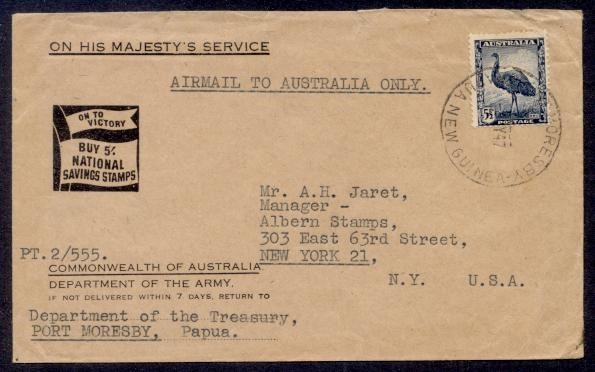 ON HIS MAJESTY'S SERVICE
AIRMAIL TO AUSTRALIA ONLY.
AUSTRALIA
5½D
POSTAGE
MORESBY
NEW GUINEA
47
ON TO
VICTORY
BUY 5/-
NATIONAL
SAVINGS STAMPS
Mr. A.H. Jaret,
Manager -
Albern Stamps,
303 East 63rd Street,
NEW YORK 21,
N.Y. U.S.A.
PT.2/555.
COMMONWEALTH OF AUSTRALIA
DEPARTMENT OF THE ARMY.
IF NOT DELIVERED WITHIN 7 DAYS, RETURN TO
Department of the Treasury,
PORT MORESBY, Papua.